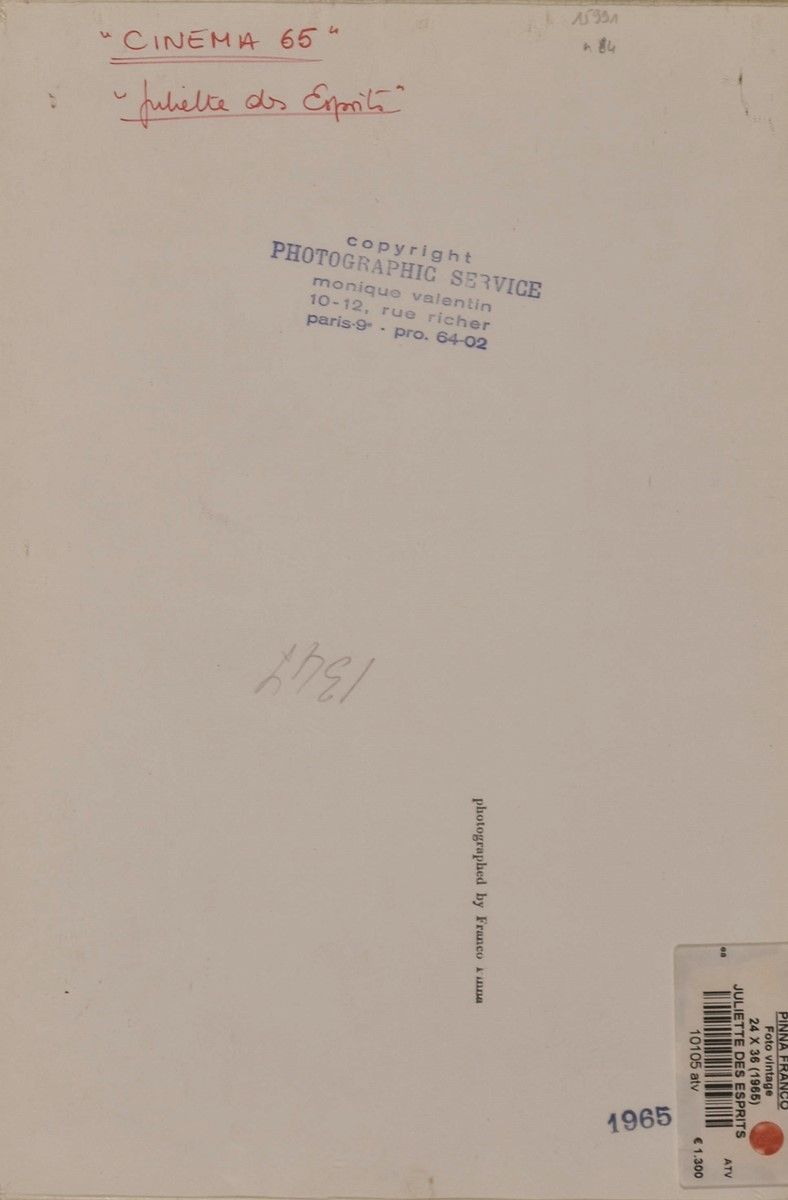 15991
"CINEMA 65"
n 84
"Juliette des Esprits"
copyright
PHOTOGRAPHIC SERVICE
monique valentin
10-12, rue richer
paris-9e - pro. 64-02
1347
photographed by Franco Pinna
PINNA FRANCO
Foto vintage
24 X 36 (1965)
JULIETTE DES ESPRITS
10105 atv
ATV
€ 1.300
1965